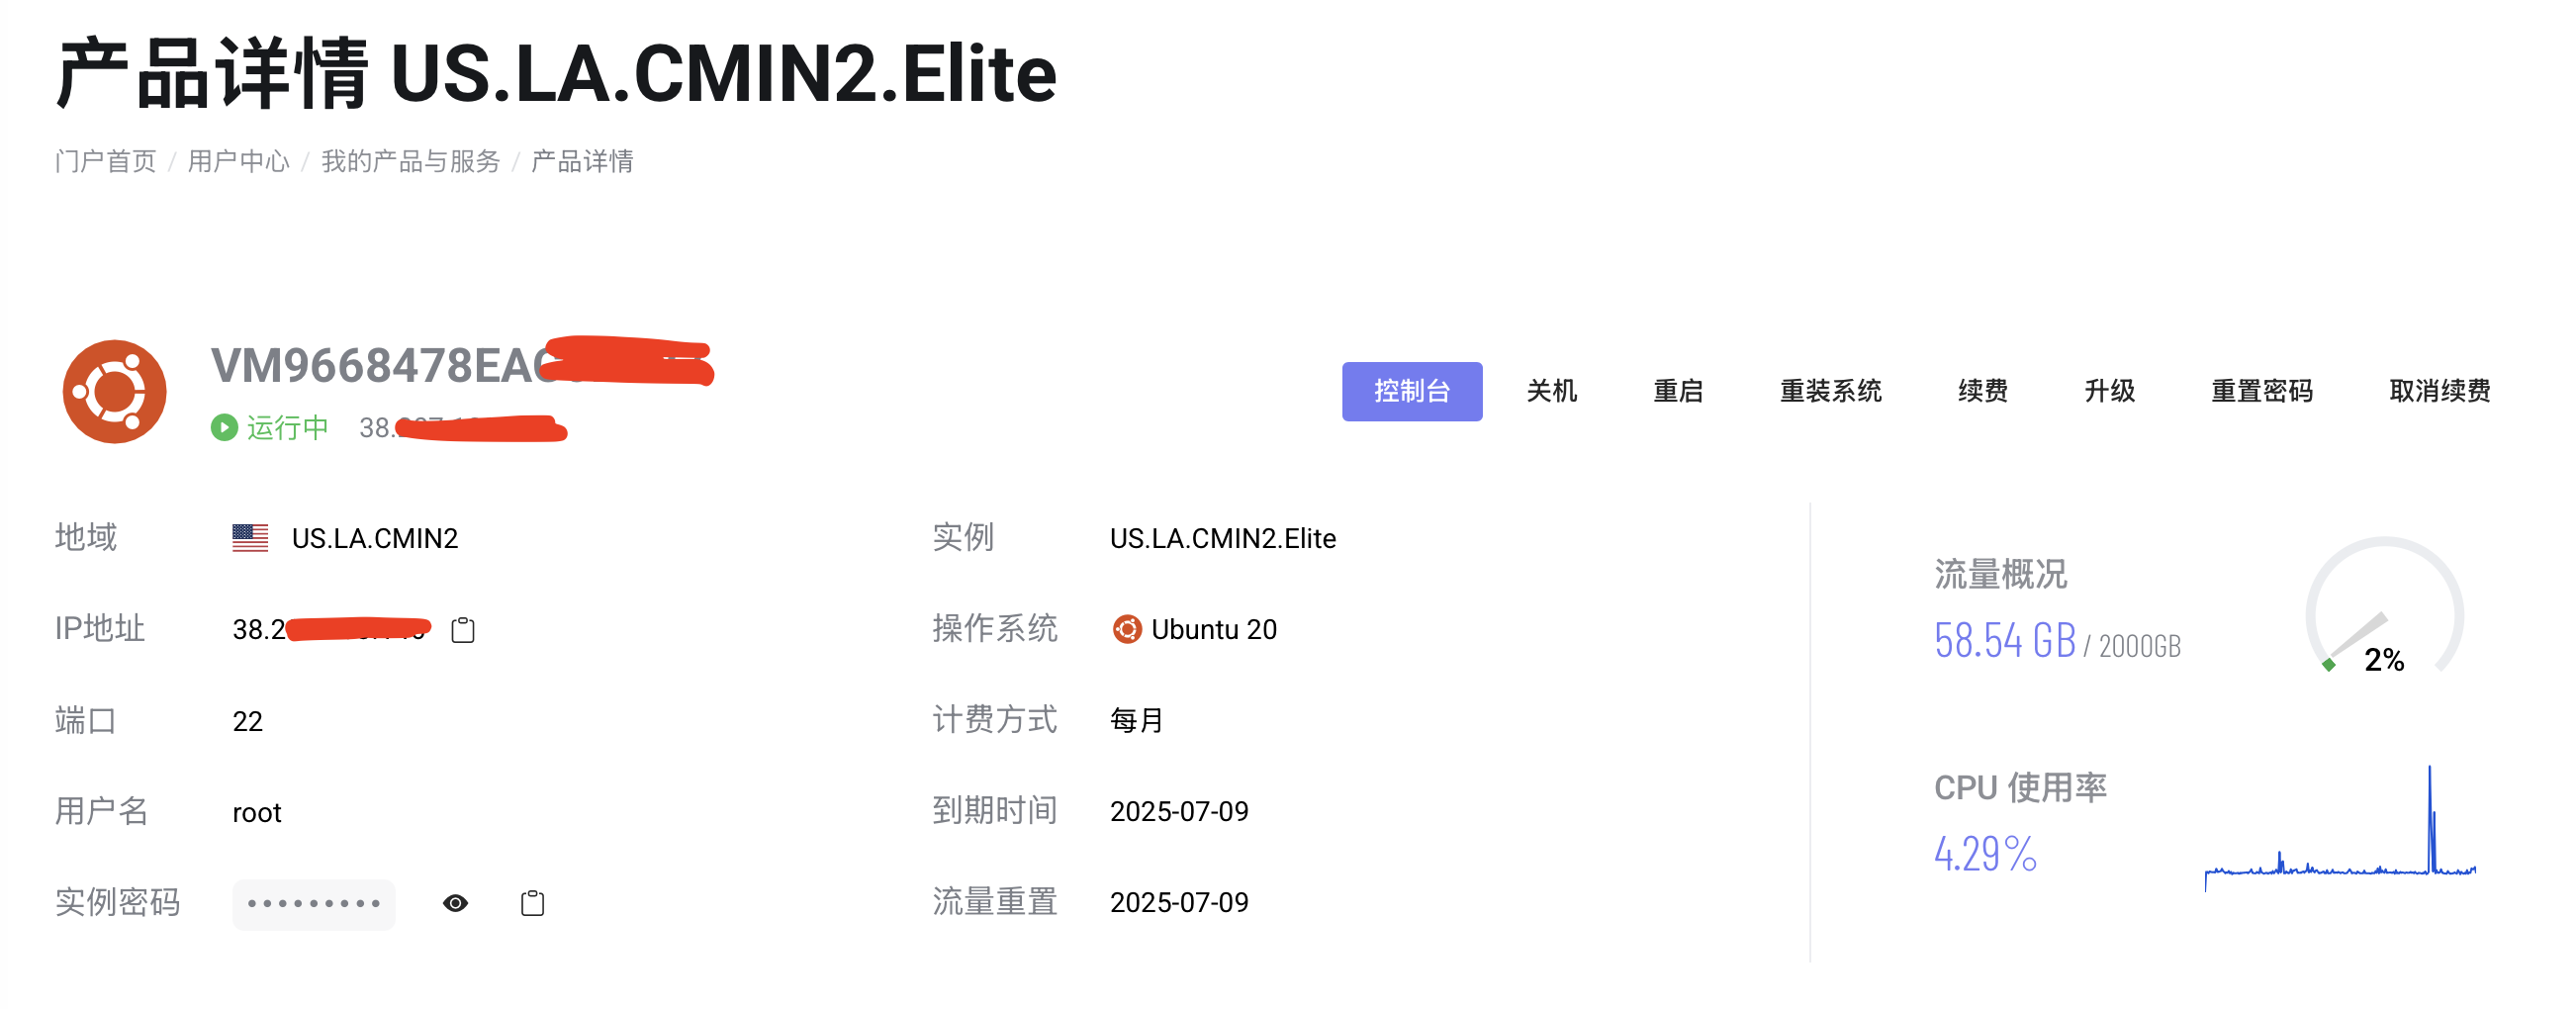 产品详情 US.LA.CMIN2.Elite
门户首页 / 用户中心 / 我的产品与服务 / 产品详情
VM9668478EA
运行中 38.
控制台 关机 重启 重装系统 续费 升级 重置密码 取消续费
地域 US.LA.CMIN2
IP地址 38.2
端口 22
用户名 root
实例密码 •••••••••
实例 US.LA.CMIN2.Elite
操作系统 Ubuntu 20
计费方式 每月
到期时间 2025-07-09
流量重置 2025-07-09
流量概况
58.54 GB / 2000GB
2%
CPU 使用率
4.29%